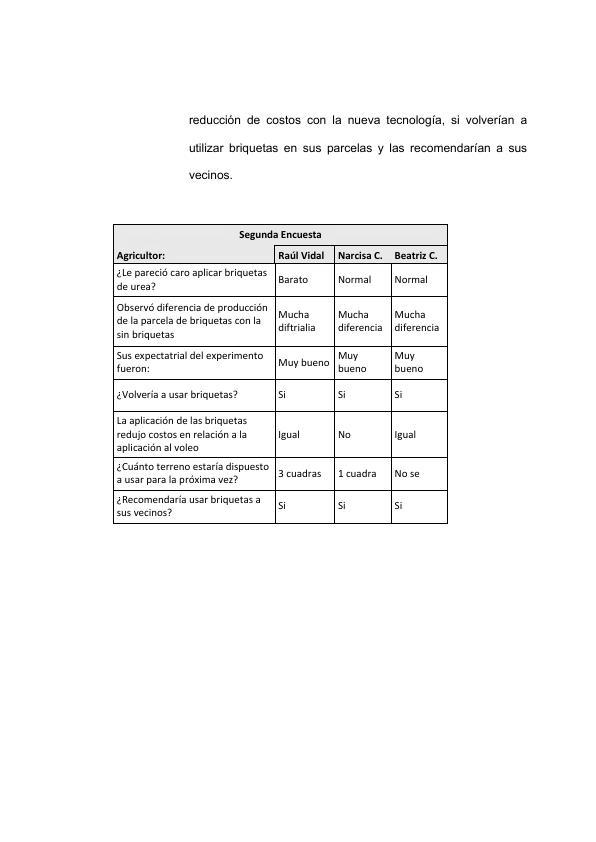 reducción de costos con la nueva tecnología, si volverían a
utilizar briquetas en sus parcelas y las recomendarían a sus
vecinos.
Segunda Encuesta
Agricultor: Raúl Vidal Narcisa C. Beatriz C.
¿Le pareció caro aplicar briquetas
de urea?
Barato Normal Normal
Observó diferencia de producción
de la parcela de briquetas con la
sin briquetas
Mucha
diftrialia
Mucha
diferencia
Mucha
diferencia
Sus expectatrial del experimento
fueron:
Muy bueno
Muy
bueno
Muy
bueno
¿Volvería a usar briquetas?
Si Si Si
La aplicación de las briquetas
redujo costos en relación a la
aplicación al voleo
Igual No Igual
¿Cuánto terreno estaría dispuesto
a usar para la próxima vez?
3 cuadras 1 cuadra No se
¿Recomendaría usar briquetas a
sus vecinos?
Si Si Si